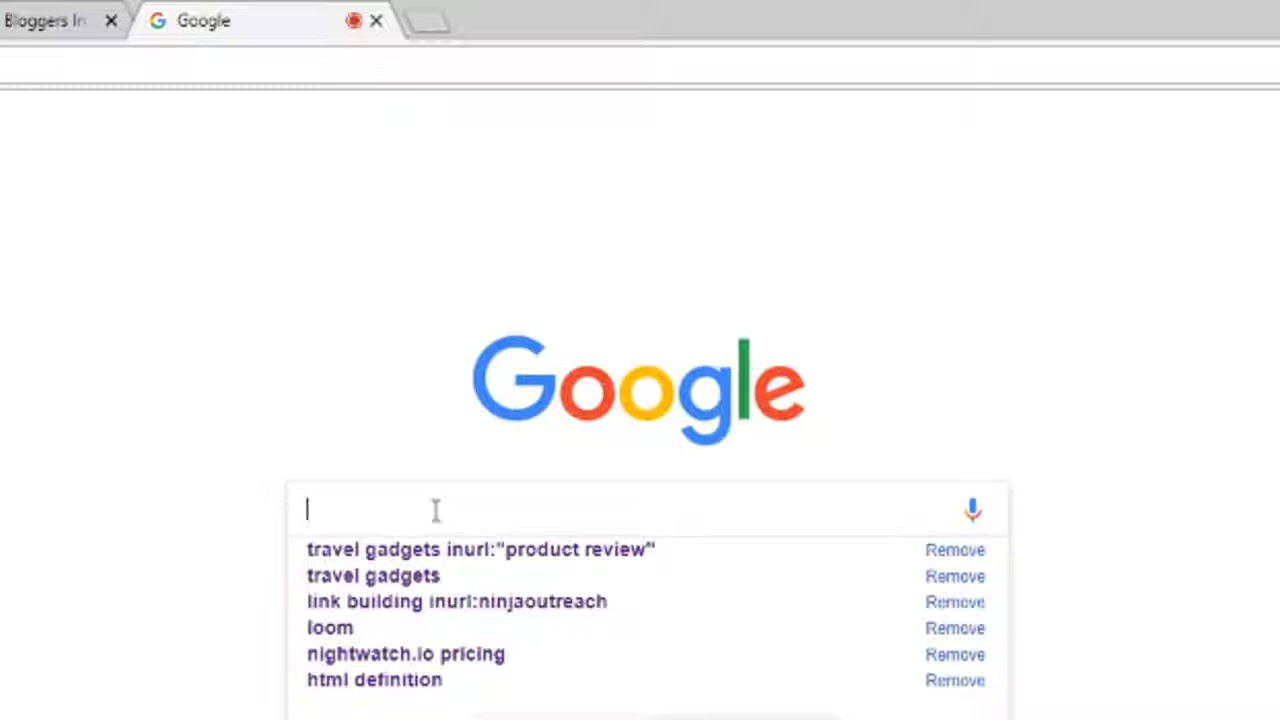 Bloggers In
Google
Google
travel gadgets inurl:"product review" Remove
travel gadgets Remove
link building inurl:ninjaoutreach Remove
loom Remove
nightwatch.io pricing Remove
html definition Remove